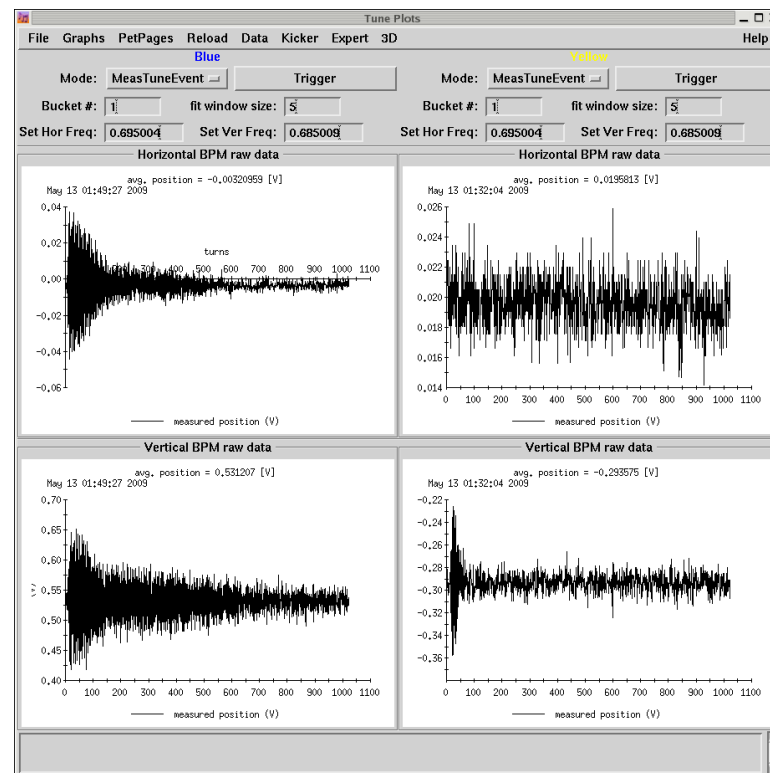 Tune Plots
File Graphs PetPages Reload Data Kicker Expert 3D Help
Blue Yellow
Mode: MeasTuneEvent Trigger Mode: MeasTuneEvent Trigger
Bucket #: 1 fit window size: 5 Bucket #: 1 fit window size: 5
Set Hor Freq: 0.695004 Set Ver Freq: 0.685009 Set Hor Freq: 0.695004 Set Ver Freq: 0.685009
Horizontal BPM raw data
avg. position = -0.00320959 [V]
May 13 01:49:27 2009
0.04
0.02
turns
100 200 300 400 500 600 700 800 900 1000 1100
0.00
-0.02
-0.04
-0.06
measured position (V)
Horizontal BPM raw data
avg. position = 0.0195813 [V]
May 13 01:32:04 2009
0.026
0.024
0.022
0.020
0.018
0.016
0.014
0 100 200 300 400 500 600 700 800 900 1000 1100
measured position (V)
Vertical BPM raw data
avg. position = 0.531207 [V]
May 13 01:49:27 2009
0.70
0.65
0.60
0.55
(V)
0.50
0.45
0.40
0 100 200 300 400 500 600 700 800 900 1000 1100
measured position (V)
Vertical BPM raw data
avg. position = -0.293575 [V]
May 13 01:32:04 2009
-0.22
-0.24
-0.26
-0.28
-0.30
-0.32
-0.34
-0.36
0 100 200 300 400 500 600 700 800 900 1000 1100
measured position (V)